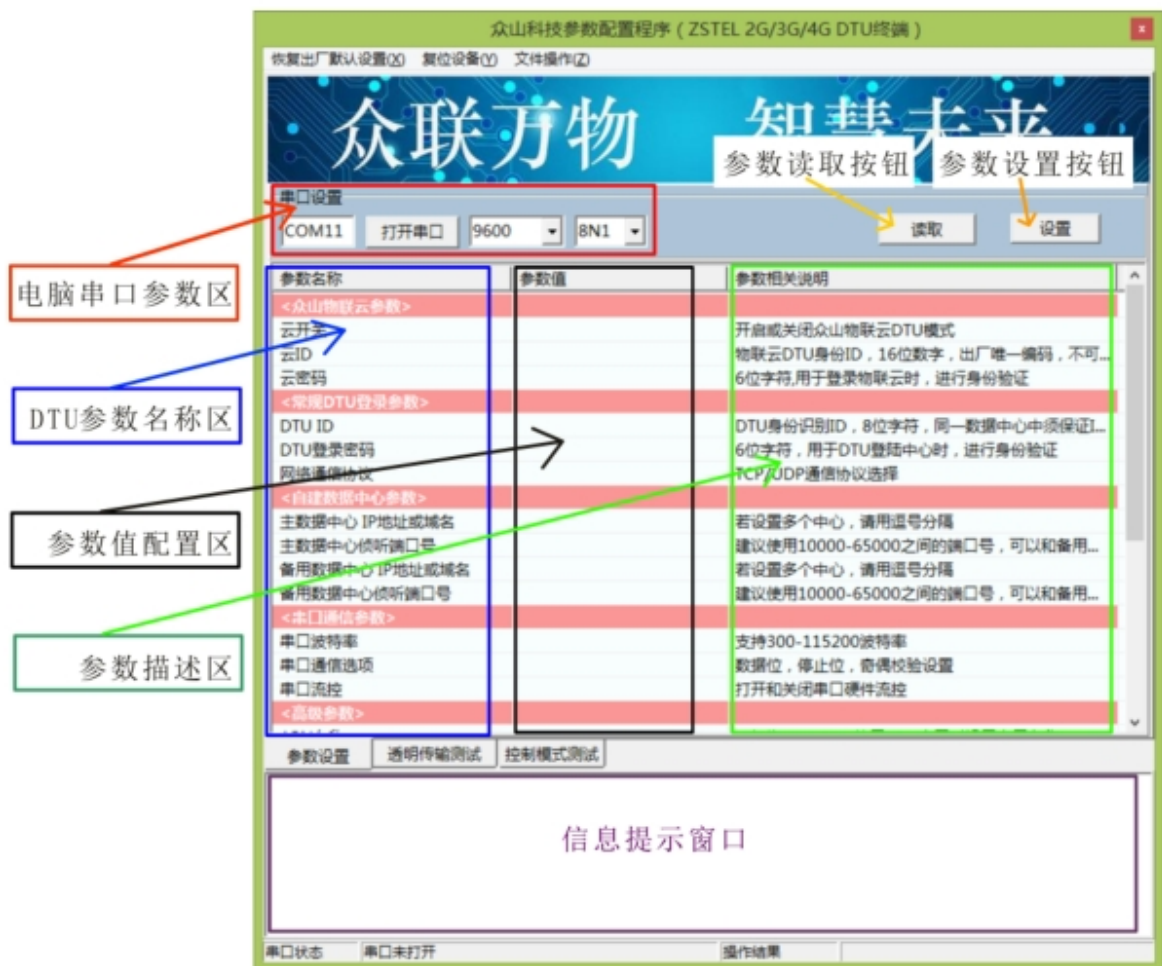 众山科技参数配置程序（ZSTEL 2G/3G/4G DTU终端）
x
恢复出厂默认设置(X) 复位设备(Y) 文件操作(Z)
众联万物 智慧未来
参数读取按钮 参数设置按钮
串口设置
COM11 打开串口 9600 8N1 读取 设置
电脑串口参数区
DTU参数名称区
参数值配置区
参数描述区
参数名称 参数值 参数相关说明
<众山物联云参数>
云开关 开启或关闭众山物联云DTU模式
云ID 物联云DTU身份ID，16位数字，出厂唯一编码，不可...
云密码 6位字符,用于登录物联云时，进行身份验证
<常规DTU登录参数>
DTU ID DTU身份识别ID，8位字符，同一数据中心中须保证I...
DTU登录密码 6位字符，用于DTU登陆中心时，进行身份验证
网络通信协议 TCP/UDP通信协议选择
<自建数据中心参数>
主数据中心 IP地址或域名 若设置多个中心，请用逗号分隔
主数据中心侦听端口号 建议使用10000-65000之间的端口号，可以和备用...
备用数据中心 IP地址或域名 若设置多个中心，请用逗号分隔
备用数据中心侦听端口号 建议使用10000-65000之间的端口号，可以和备用...
<串口通信参数>
串口波特率 支持300-115200波特率
串口通信选项 数据位，停止位，奇偶校验设置
串口流控 打开和关闭串口硬件流控
<高级参数>
参数设置 透明传输测试 控制模式测试
信息提示窗口
串口状态 串口未打开 操作结果